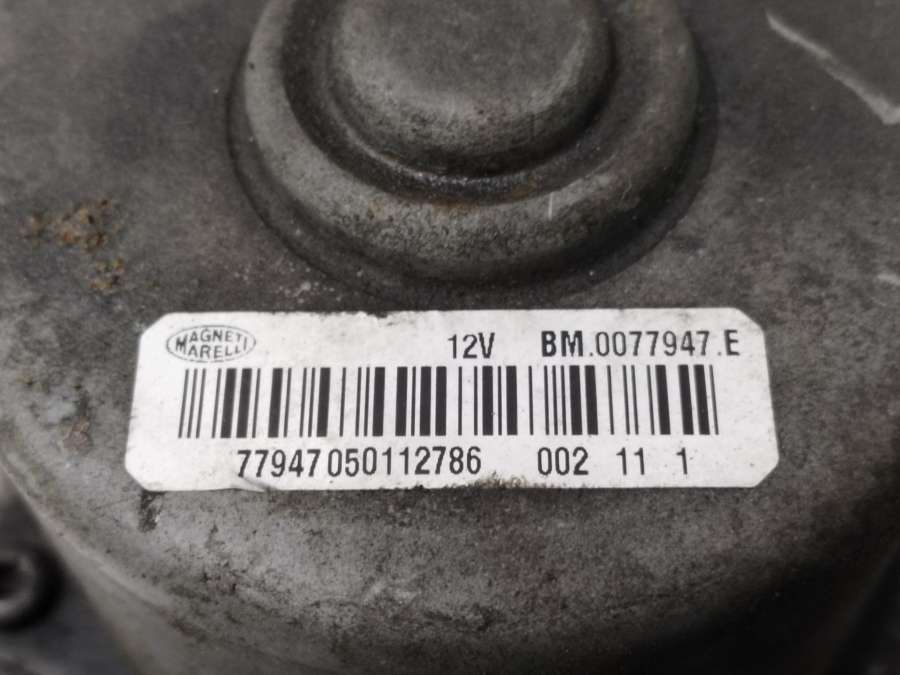 MAGNETI
MARELLI
12V BM.0077947.E
77947050112786 002 11 1